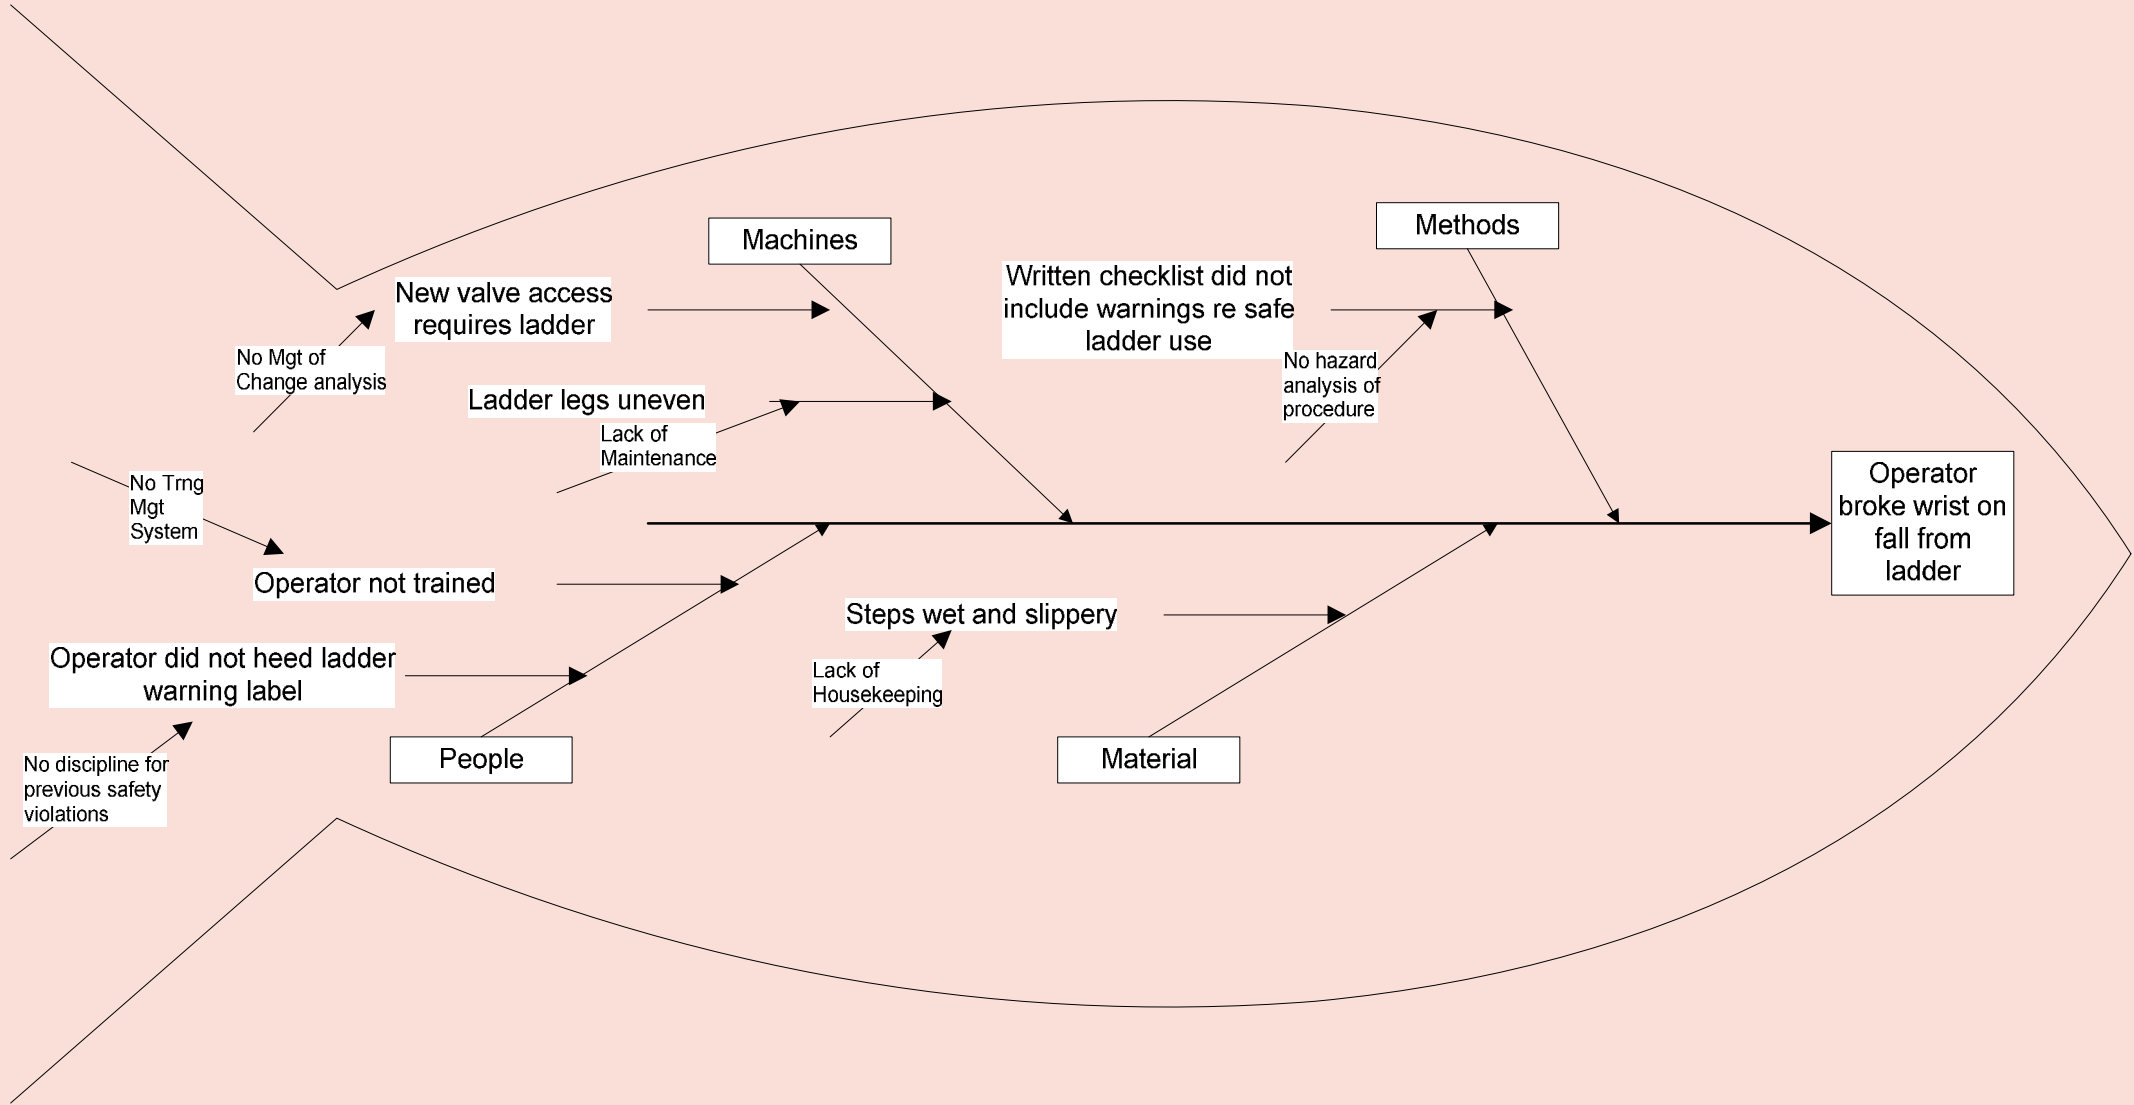 Methods
Machines
Written checklist did not
include warnings re safe
ladder use
New valve access
requires ladder
No Mgt of
Change analysis
No hazard
analysis of
procedure
Ladder legs uneven
Lack of
Maintenance
No Trng
Mgt
System
Operator
broke wrist on
fall from
ladder
Operator not trained
Steps wet and slippery
Operator did not heed ladder
warning label
Lack of
Housekeeping
People
Material
No discipline for
previous safety
violations